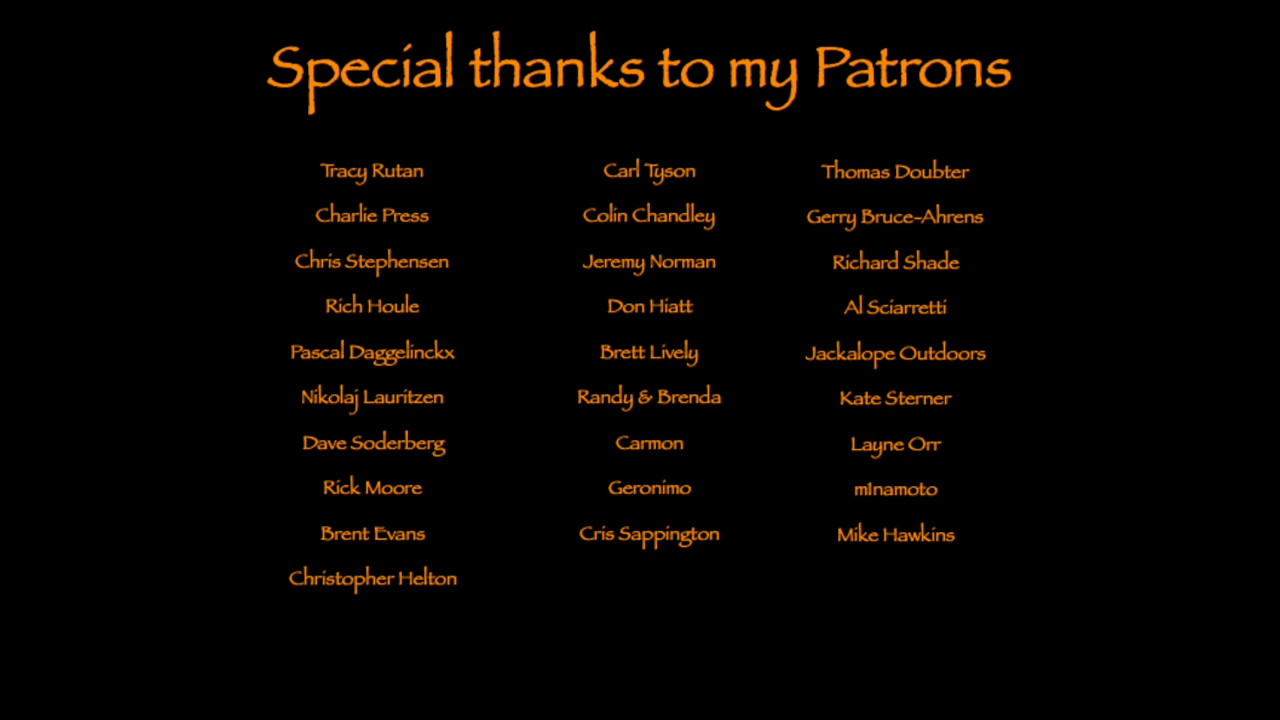 Special thanks to my Patrons
Tracy Rutan
Charlie Press
Chris Stephensen
Rich Houle
Pascal Daggelinckx
Nikolaj Lauritzen
Dave Soderberg
Rick Moore
Brent Evans
Christopher Helton
Carl Tyson
Colin Chandley
Jeremy Norman
Don Hiatt
Brett Lively
Randy & Brenda
Carmon
Geronimo
Cris Sappington
Thomas Doubter
Gerry Bruce-Ahrens
Richard Shade
Al Sciarretti
Jackalope Outdoors
Kate Sterner
Layne Orr
m1namoto
Mike Hawkins